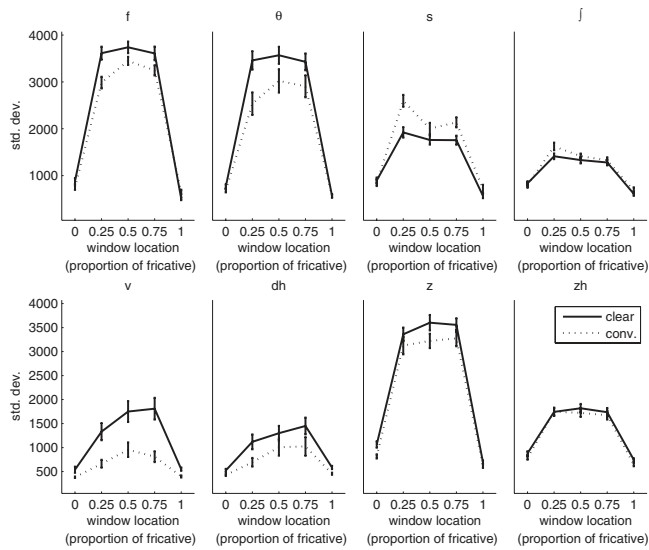 f θ s ʃ
std. dev.
4000
3000
2000
1000
0 0.25 0.5 0.75 1 0 0.25 0.5 0.75 1 0 0.25 0.5 0.75 1 0 0.25 0.5 0.75 1
window location window location window location window location
(proportion of fricative) (proportion of fricative) (proportion of fricative) (proportion of fricative)
v dh z zh
std. dev.
4000
3500
3000
2500
2000
1500
1000
500
clear
conv.
0 0.25 0.5 0.75 1 0 0.25 0.5 0.75 1 0 0.25 0.5 0.75 1 0 0.25 0.5 0.75 1
window location window location window location window location
(proportion of fricative) (proportion of fricative) (proportion of fricative) (proportion of fricative)